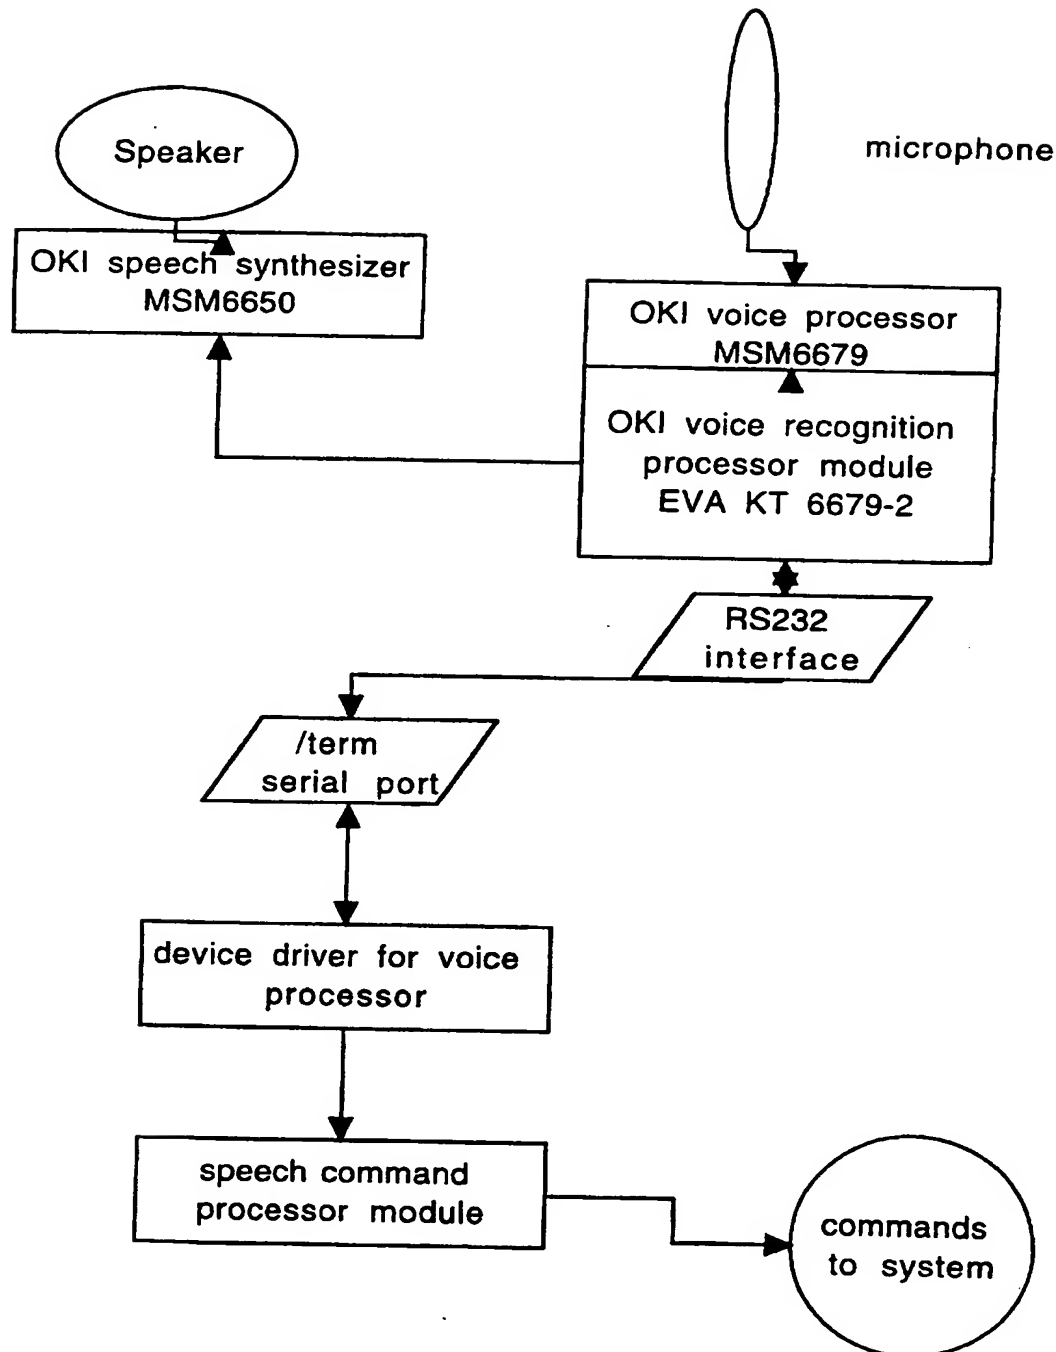 Speaker
microphone
OKI speech synthesizer
MSM6650
OKI voice processor
MSM6679
OKI voice recognition
processor module
EVA KT 6679-2
RS232
interface
/term
serial port
device driver for voice
processor
speech command
processor module
commands
to system